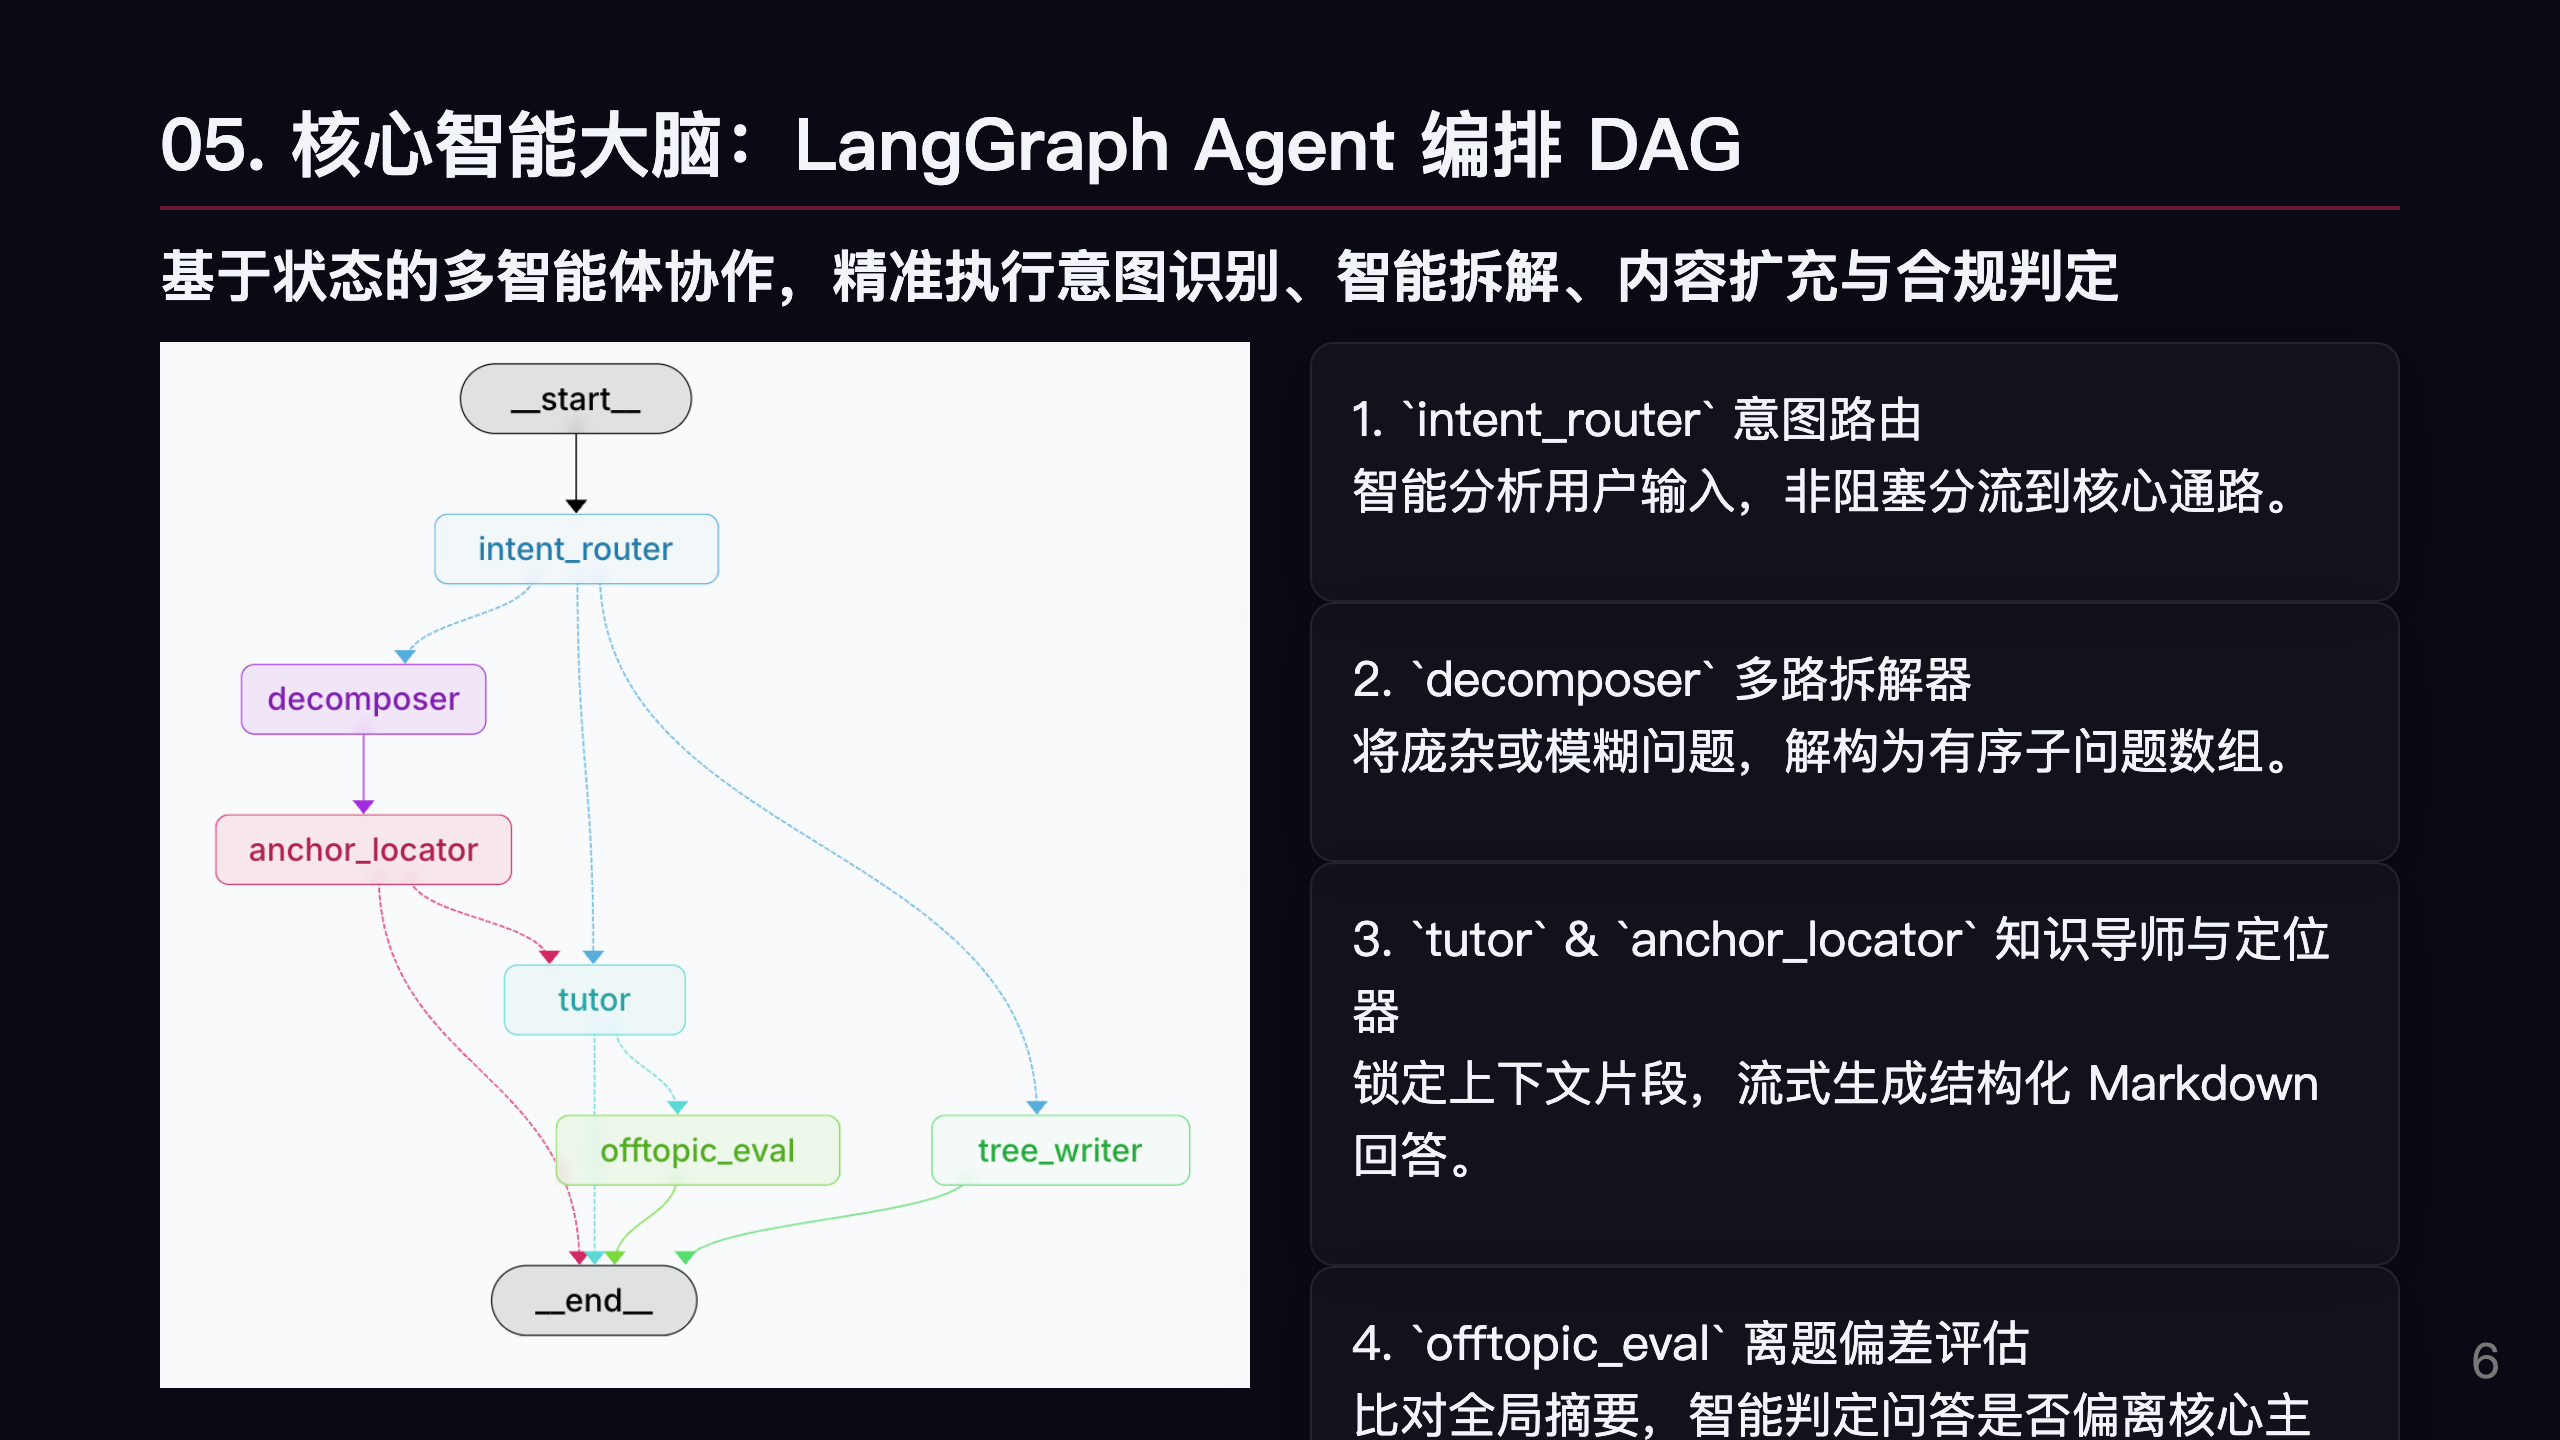 05. 核心智能大脑：LangGraph Agent 编排 DAG
基于状态的多智能体协作，精准执行意图识别、智能拆解、内容扩充与合规判定
__start__
intent_router
decomposer
anchor_locator
tutor
offtopic_eval
tree_writer
__end__
1. `intent_router` 意图路由
智能分析用户输入，非阻塞分流到核心通路。
2. `decomposer` 多路拆解器
将庞杂或模糊问题，解构为有序子问题数组。
3. `tutor` & `anchor_locator` 知识导师与定位
器
锁定上下文片段，流式生成结构化 Markdown
回答。
4. `offtopic_eval` 离题偏差评估
比对全局摘要，智能判定问答是否偏离核心主
6